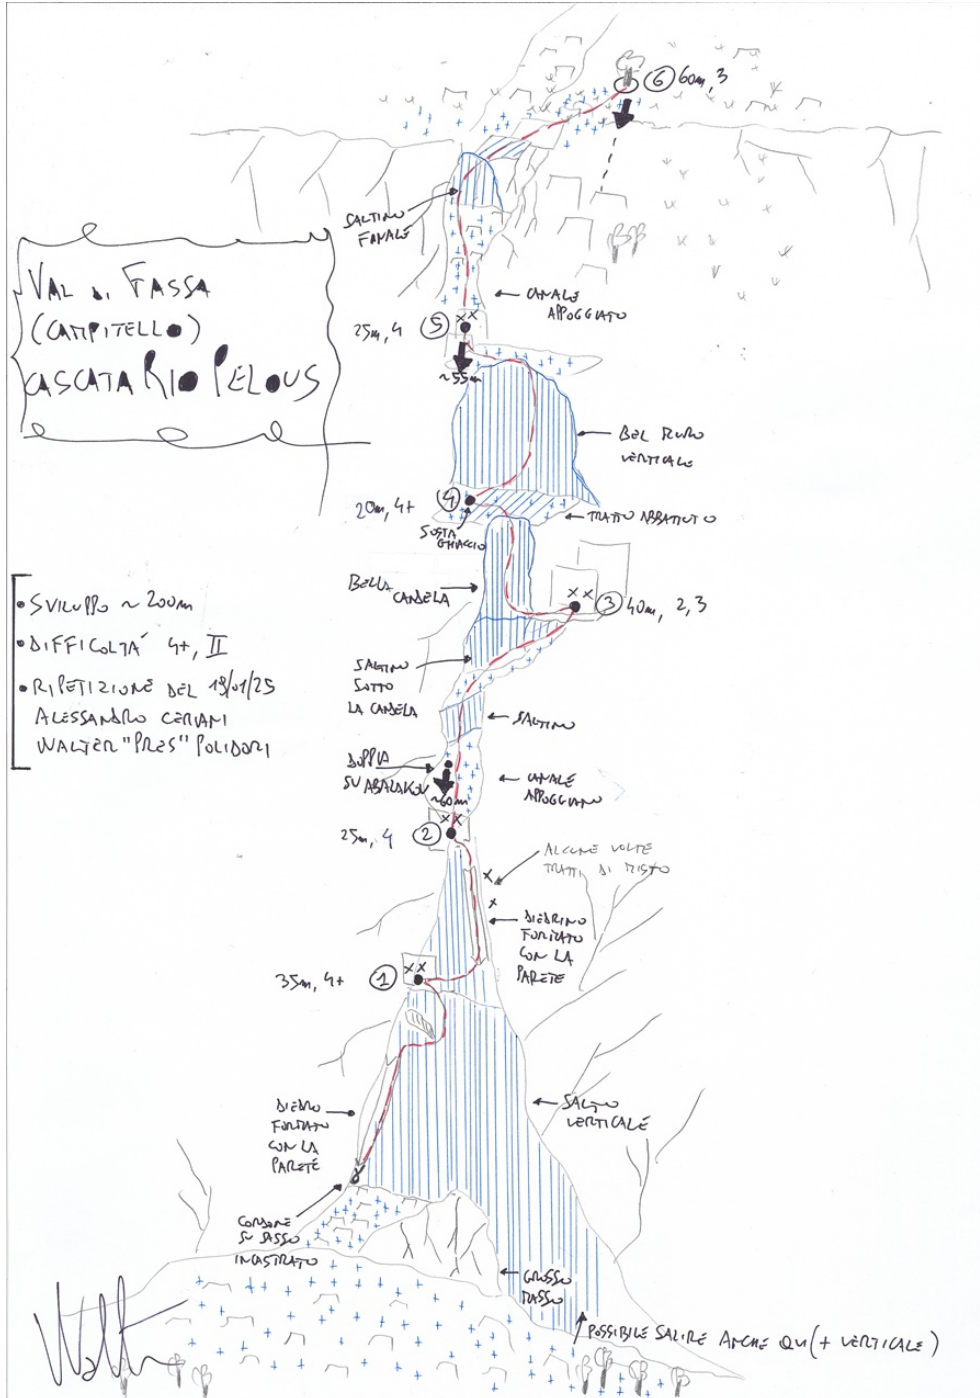 6 60m, 3
SALTINO
FINALE
VAL DI FASSA
(CAMPITELLO)
CASCATA RIO PELOUS
CANALE
APPOGGIATO
25m, 4 5
~55m
BEL MURO
VERTICALE
20m, 4+ 4
SOSTA
GHIACCIO
TRATTO ABBATTUTO
BELLA
CANDELA
3 40m, 2, 3
• SVILUPPO ~ 200m
• DIFFICOLTÁ 4+, II
• RIPETIZIONE DEL 19/01/25
ALESSANDRO CERIANI
WALTER "PRES" POLIDORI
SALTINO
SOTTO
LA CANDELA
SALTINO
DOPPIA
SU ABALAKOV
~60m
CANALE
APPOGGIATO
25m, 4 2
ALCUNE VOLTE
TRATTI DI MISTO
DIEDRINO
FORMATO
CON LA
PARETE
35m, 4+ 1
DIEDRO
FORMATO
CON LA
PARETE
SALTO
VERTICALE
CORDONE
SU SASSO
INCASTRATO
GROSSO
MASSO
POSSIBILE SALIRE ANCHE QUI (+ VERTICALE)
Walter